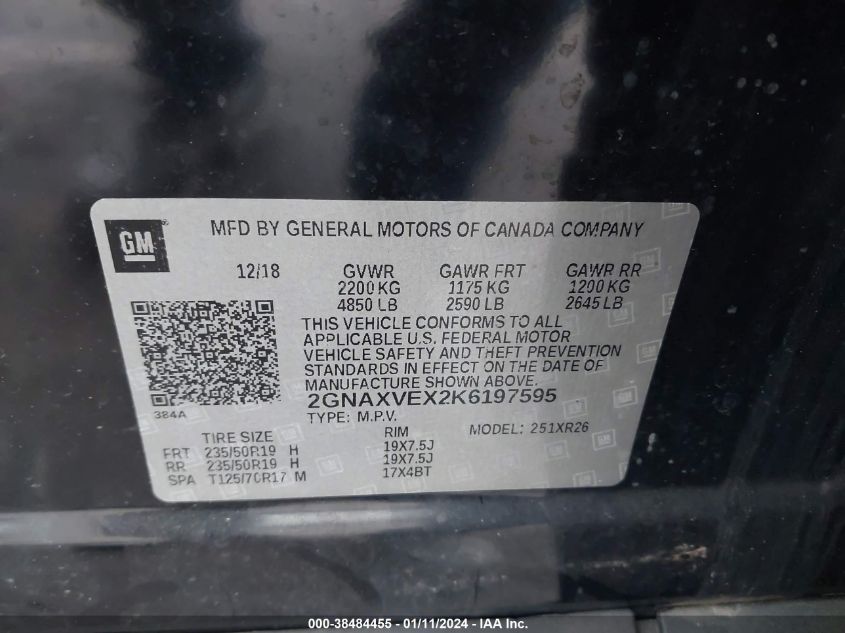 GM
MFD BY GENERAL MOTORS OF CANADA COMPANY
12/18 GVWR GAWR FRT GAWR RR
2200 KG 1175 KG 1200 KG
4850 LB 2590 LB 2645 LB
THIS VEHICLE CONFORMS TO ALL
APPLICABLE U.S. FEDERAL MOTOR
VEHICLE SAFETY AND THEFT PREVENTION
STANDARDS IN EFFECT ON THE DATE OF
MANUFACTURE SHOWN ABOVE.
384A
2GNAXVEX2K6197595
TYPE: M.P.V.
MODEL: 251XR26
TIRE SIZE RIM
FRT 235/50R19 H 19X7.5J
RR 235/50R19 H 19X7.5J
SPA T125/70R17 M 17X4BT
000-38484455 - 01/11/2024 - © IAA Inc.